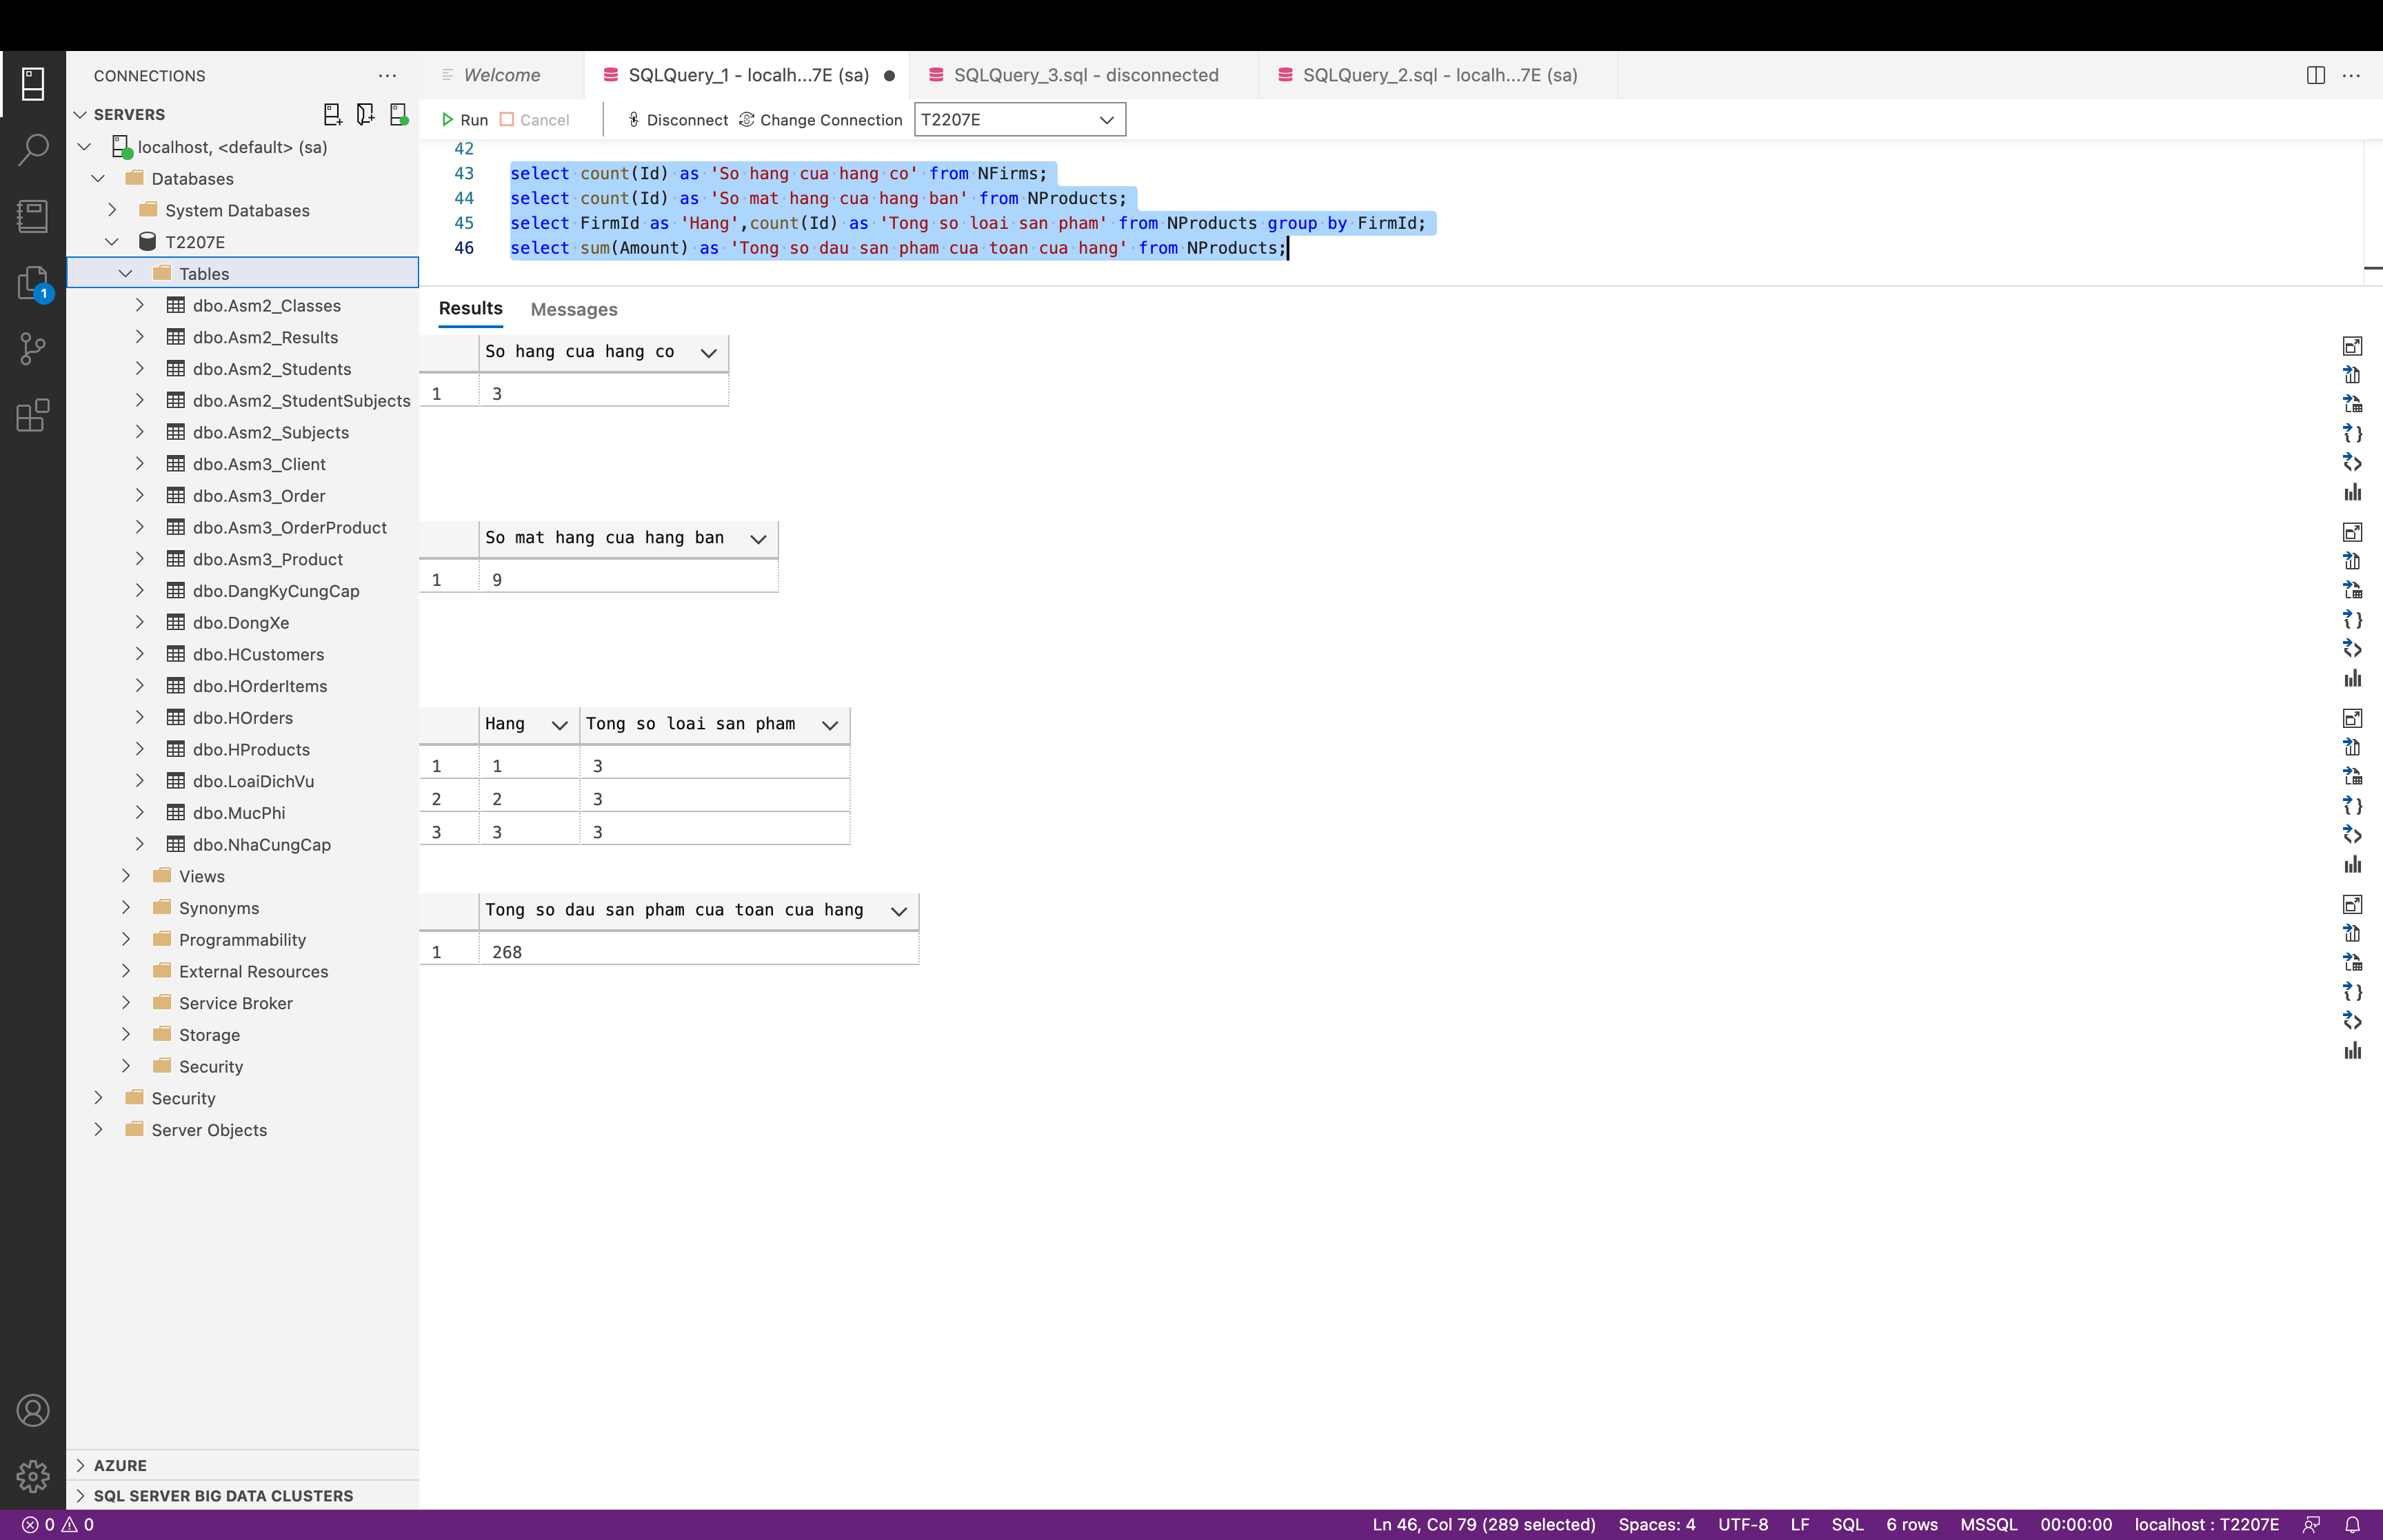 CONNECTIONS
Welcome
SQLQuery_1 - localh...7E (sa)
SQLQuery_3.sql - disconnected
SQLQuery_2.sql - localh...7E (sa)
SERVERS
Run
Cancel
Disconnect
Change Connection
T2207E
localhost, <default> (sa)
Databases
System Databases
T2207E
Tables
dbo.Asm2_Classes
dbo.Asm2_Results
dbo.Asm2_Students
dbo.Asm2_StudentSubjects
dbo.Asm2_Subjects
dbo.Asm3_Client
dbo.Asm3_Order
dbo.Asm3_OrderProduct
dbo.Asm3_Product
dbo.DangKyCungCap
dbo.DongXe
dbo.HCustomers
dbo.HOrderItems
dbo.HOrders
dbo.HProducts
dbo.LoaiDichVu
dbo.MucPhi
dbo.NhaCungCap
Views
Synonyms
Programmability
External Resources
Service Broker
Storage
Security
Security
Server Objects
AZURE
SQL SERVER BIG DATA CLUSTERS
1
42
43 select count(Id) as 'So hang cua hang co' from NFirms;
44 select count(Id) as 'So mat hang cua hang ban' from NProducts;
45 select FirmId as 'Hang',count(Id) as 'Tong so loai san pham' from NProducts group by FirmId;
46 select sum(Amount) as 'Tong so dau san pham cua toan cua hang' from NProducts;
Results Messages
So hang cua hang co
1 3
So mat hang cua hang ban
1 9
Hang Tong so loai san pham
1 1 3
2 2 3
3 3 3
Tong so dau san pham cua toan cua hang
1 268
0 0
Ln 46, Col 79 (289 selected) Spaces: 4 UTF-8 LF SQL 6 rows MSSQL 00:00:00 localhost : T2207E